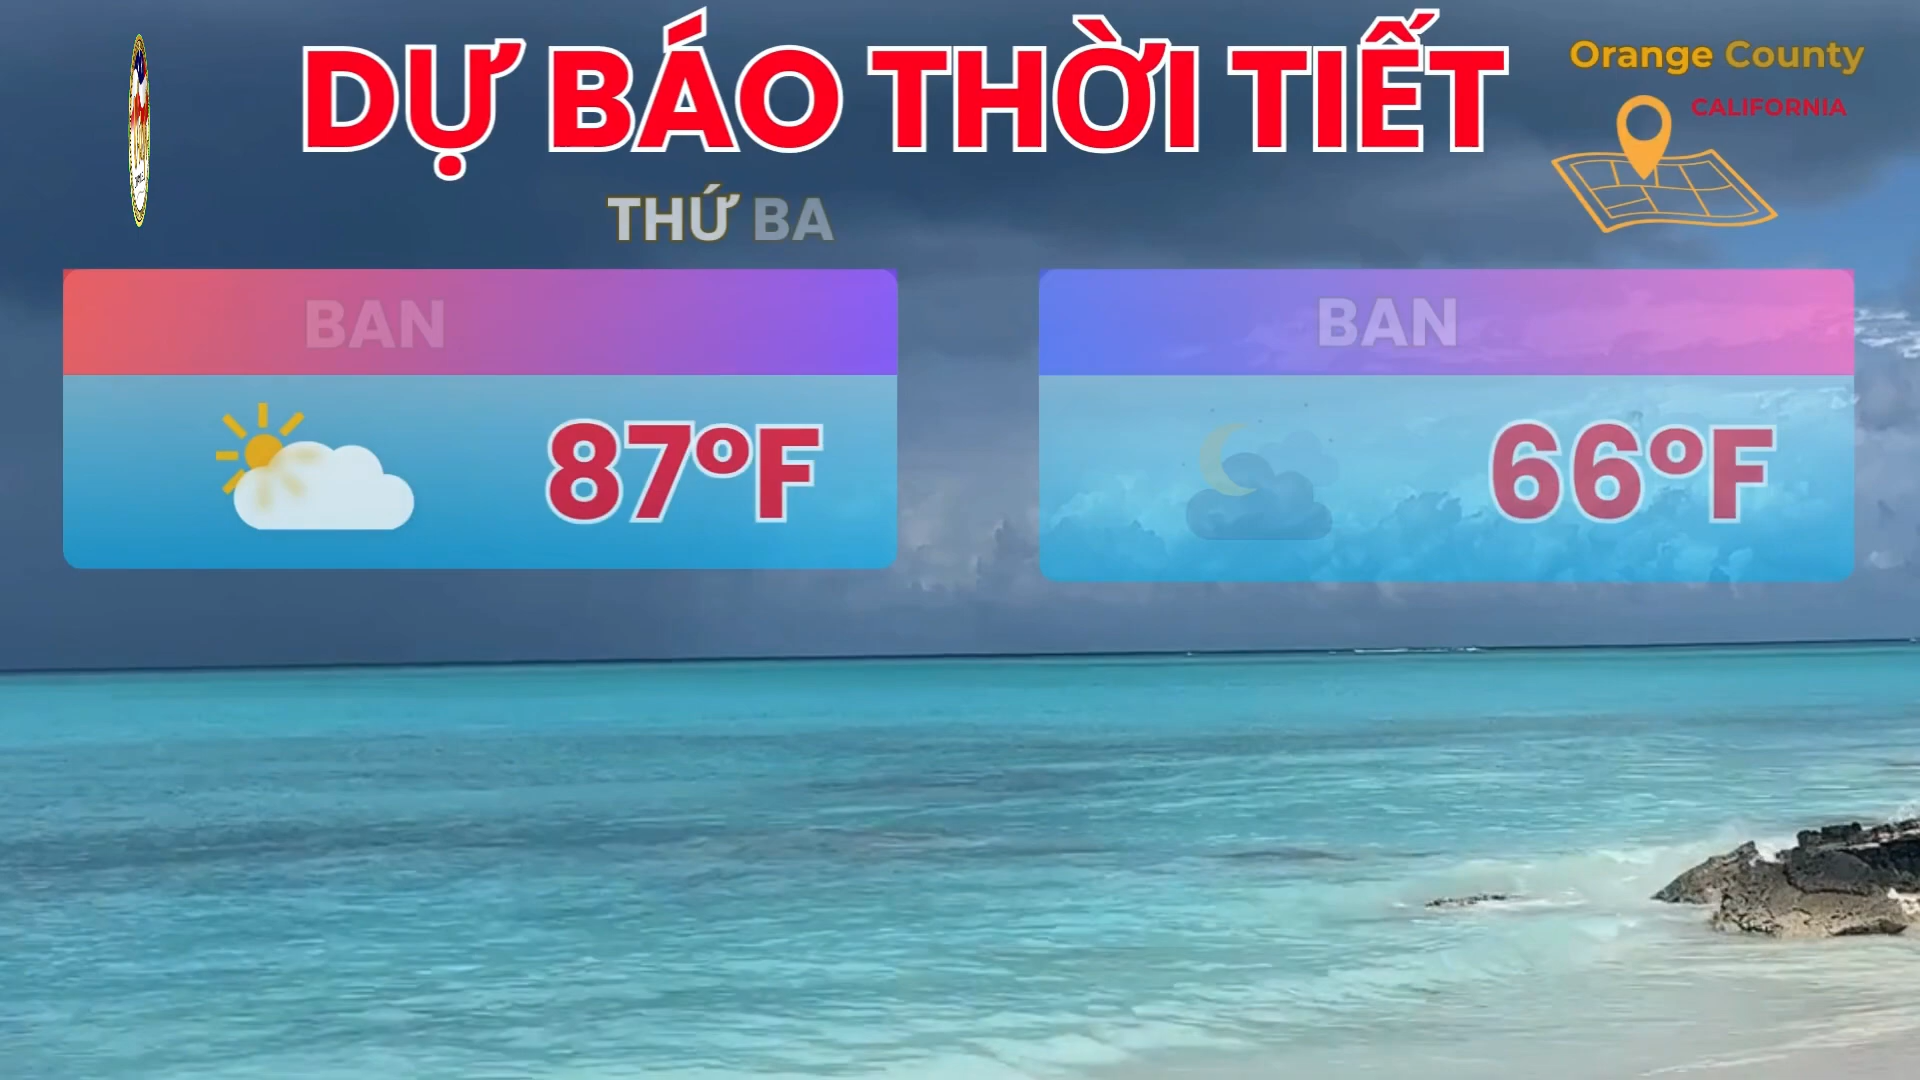 DỰ BÁO THỜI TIẾT
Orange County
CALIFORNIA
THỨ BA
BAN
BAN
87°F
66°F